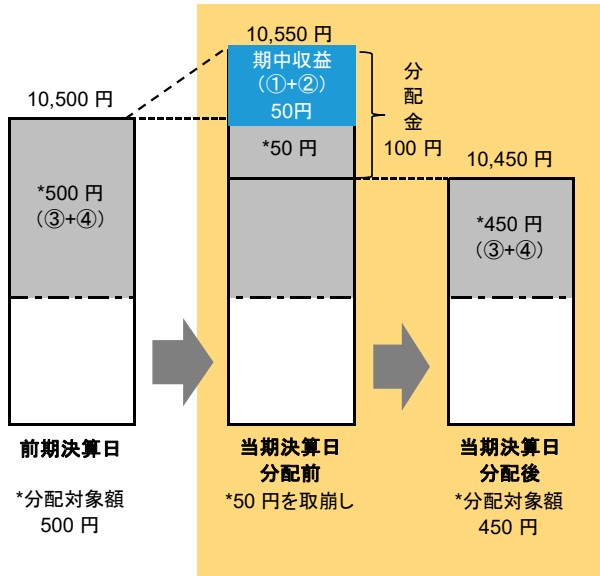 10,500 円
*500 円
（③+④）
前期決算日
*分配対象額
500 円
10,550 円
期中収益
（①+②）
50円
*50 円
分
配
金
100 円
当期決算日
分配前
*50 円を取崩し
10,450 円
*450 円
（③+④）
当期決算日
分配後
*分配対象額
450 円